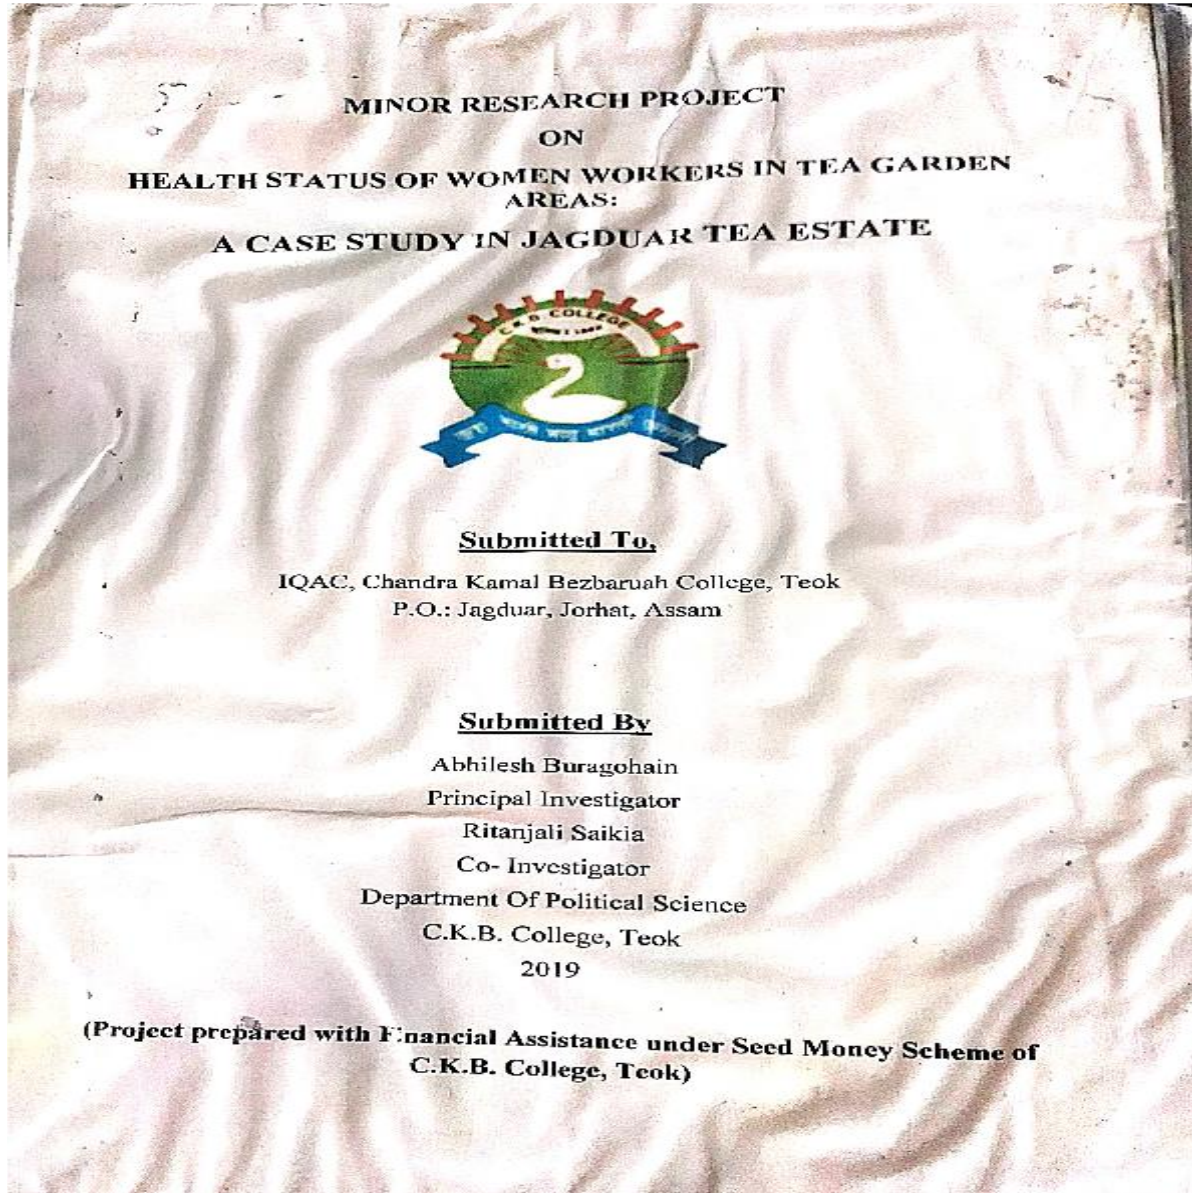 MINOR RESEARCH PROJECT
ON
HEALTH STATUS OF WOMEN WORKERS IN TEA GARDEN
AREAS:
A CASE STUDY IN JAGDUAR TEA ESTATE
C.K.B. COLLEGE
Submitted To,
IQAC, Chandra Kamal Bezbaruah College, Teok
P.O.: Jagduar, Jorhat, Assam
Submitted By
Abhilesh Buragohain
Principal Investigator
Ritanjali Saikia
Co- Investigator
Department Of Political Science
C.K.B. College, Teok
2019
(Project prepared with Financial Assistance under Seed Money Scheme of
C.K.B. College, Teok)